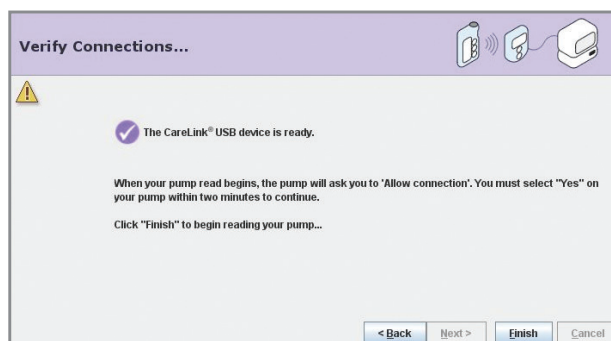 Verify Connections...
The CareLink® USB device is ready.
When your pump read begins, the pump will ask you to 'Allow connection'. You must select "Yes" on
your pump within two minutes to continue.
Click "Finish" to begin reading your pump...
< Back Next > Finish Cancel